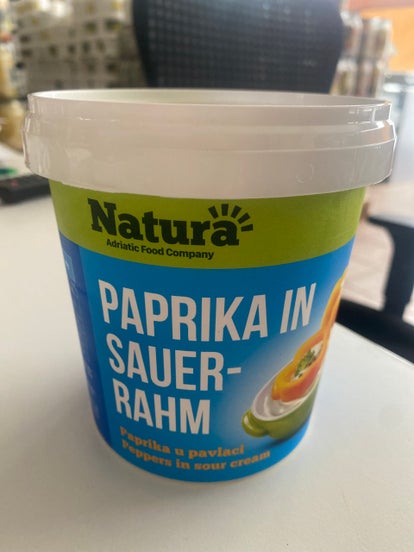 Natura
Adriatic Food Company
PAPRIKA IN
SAUER-
RAHM
Paprika u pavlaci
Peppers in sour cream